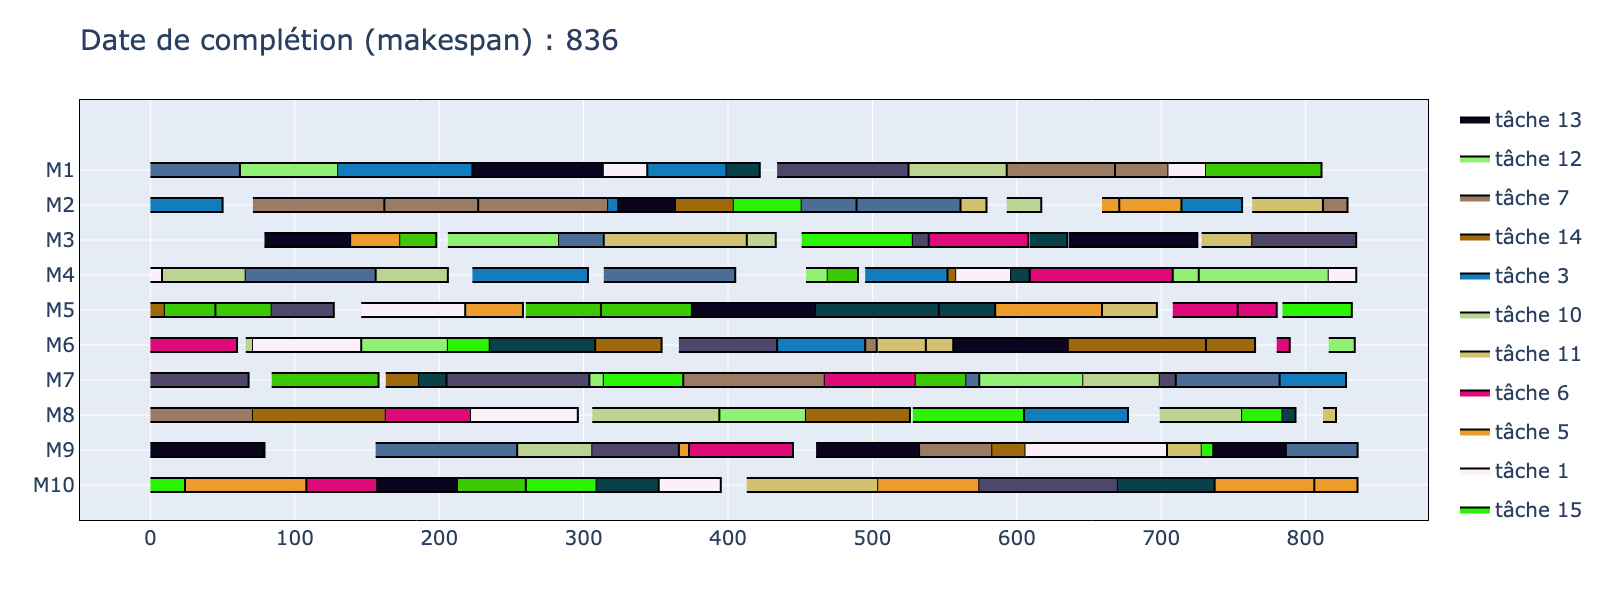 Date de complétion (makespan) : 836
M1
M2
M3
M4
M5
M6
M7
M8
M9
M10
0 100 200 300 400 500 600 700 800
tâche 13
tâche 12
tâche 7
tâche 14
tâche 3
tâche 10
tâche 11
tâche 6
tâche 5
tâche 1
tâche 15